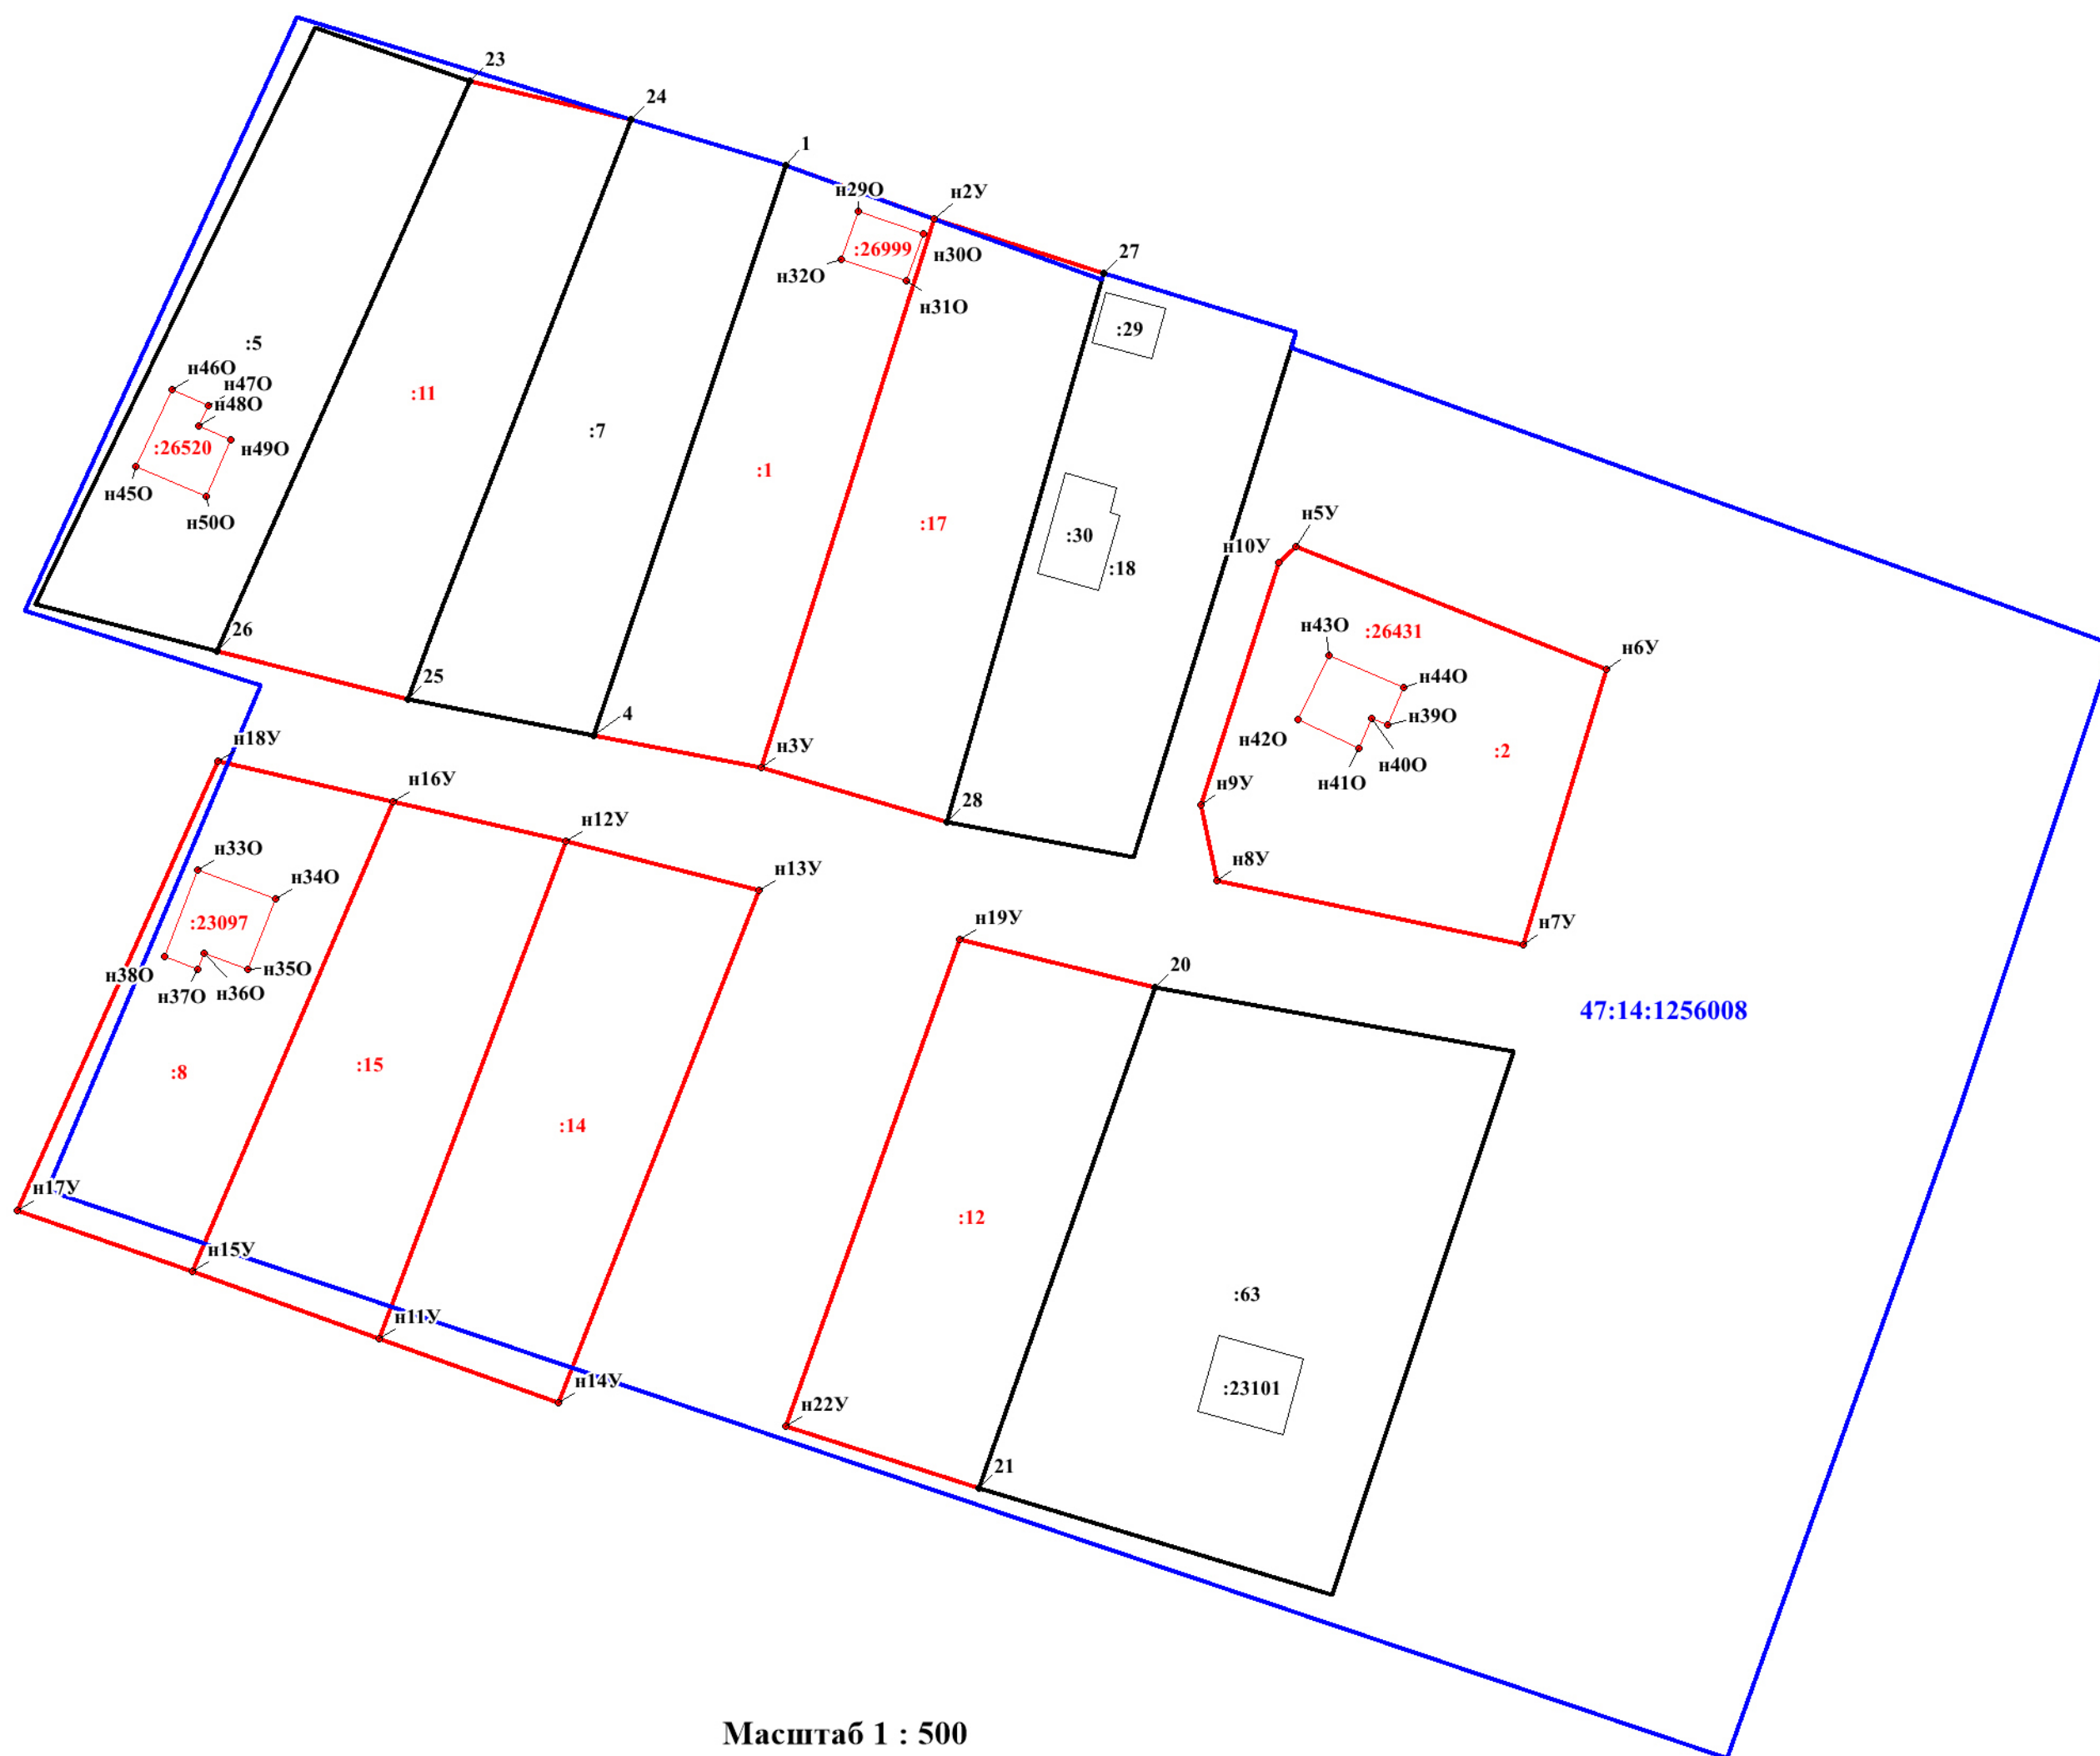 23
24
1
н29О
н2У
:26999
н30О
27
н32О
н31О
:29
:5
н46О
н47О
:11
н48О
:7
:26520
н49О
:1
н45О
н50О
:17
н5У
:30
н10У
:18
26
н43О
:26431
н6У
25
н44О
4
н39О
н18У
н42О
:2
н3У
н40О
н16У
н41О
н9У
28
н12У
н33О
н8У
н34О
н13У
:23097
н19У
н7У
н38О
н35О
20
н37О
н36О
47:14:1256008
:15
:8
:14
н17У
:12
н15У
:63
н11У
н14У
:23101
н22У
21
Масштаб 1 : 500